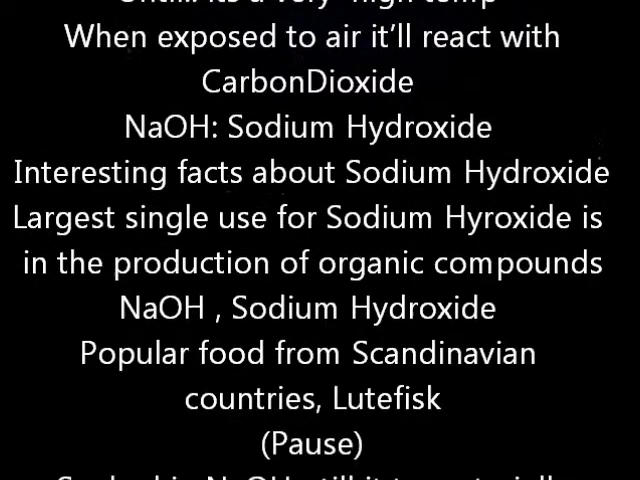 When exposed to air it'll react with
CarbonDioxide
NaOH: Sodium Hydroxide
Interesting facts about Sodium Hydroxide
Largest single use for Sodium Hyroxide is
in the production of organic compounds
NaOH , Sodium Hydroxide
Popular food from Scandinavian
countries, Lutefisk
(Pause)